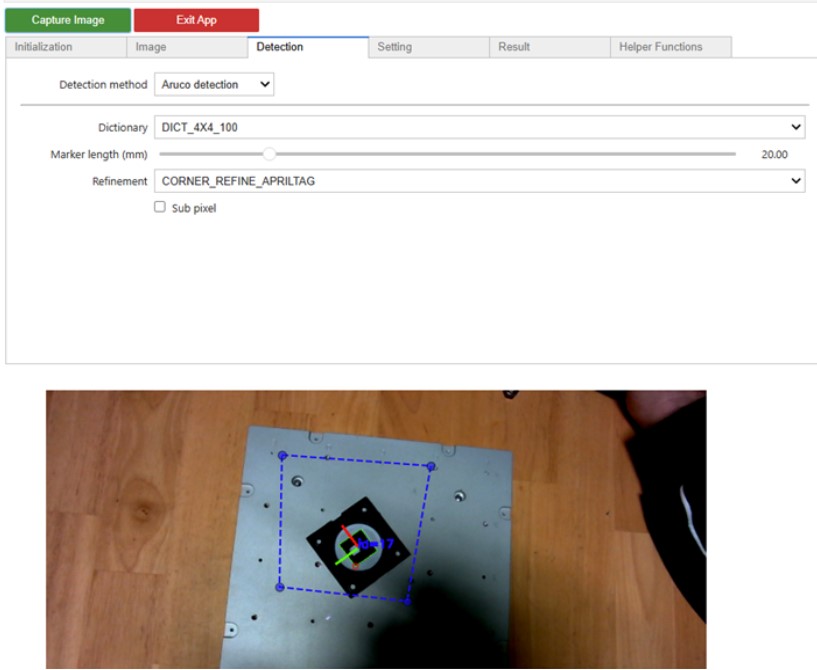 Capture Image Exit App
Initialization Image Detection Setting Result Helper Functions
Detection method Aruco detection
Dictionary DICT_4X4_100
Marker length (mm) 20.00
Refinement CORNER_REFINE_APRILTAG
Sub pixel
id=17